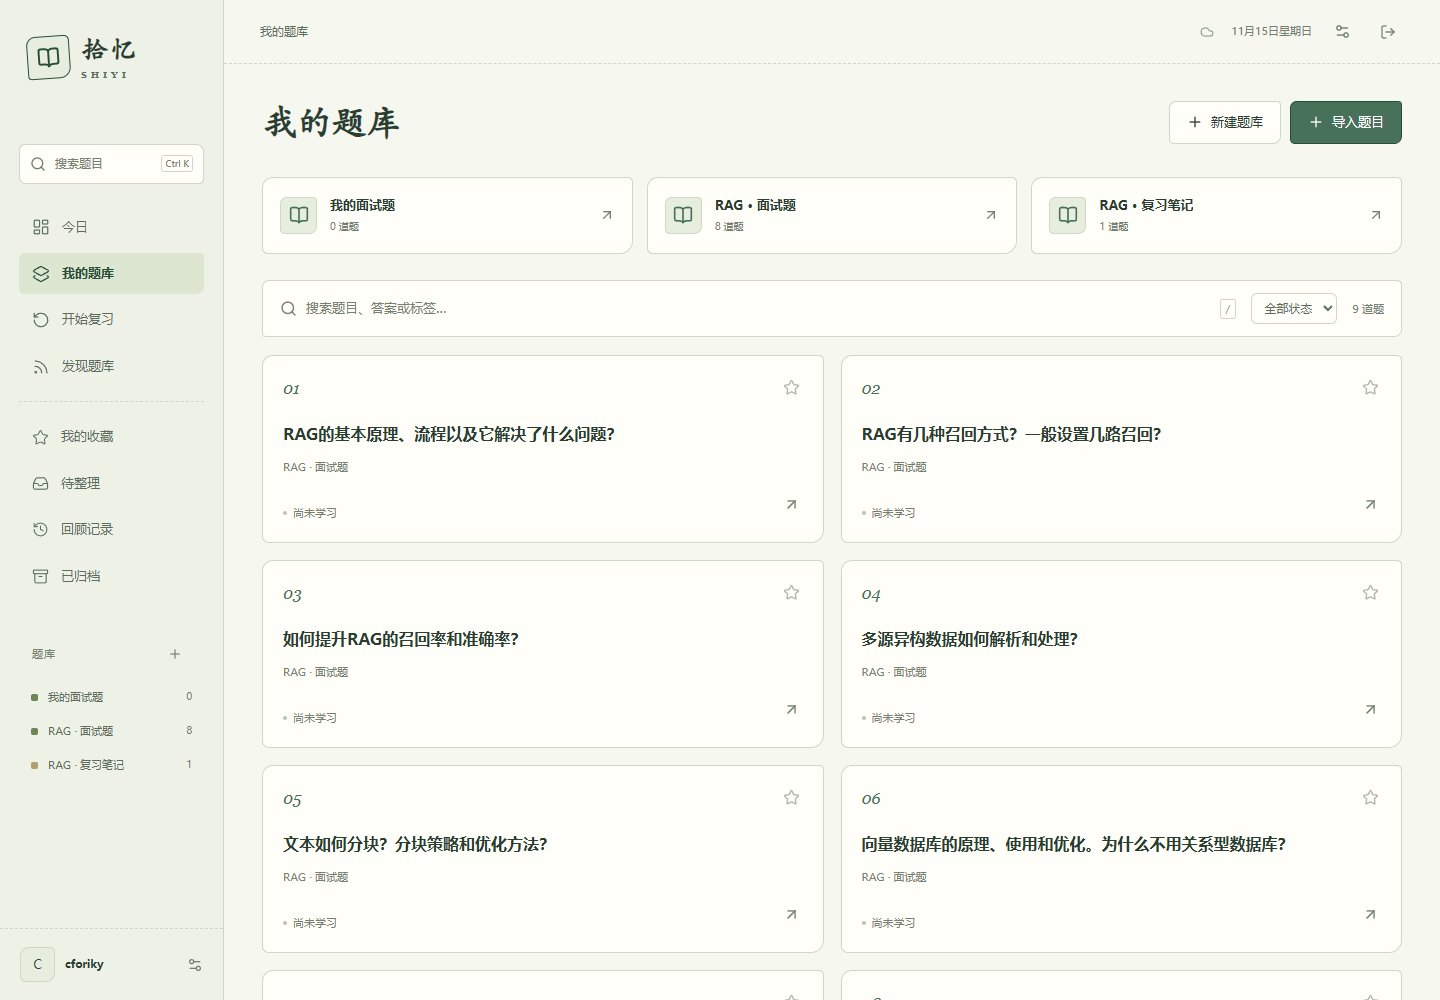 拾忆
SHIYI
搜索题目
Ctrl K
今日
我的题库
开始复习
发现题库
我的收藏
待整理
回顾记录
已归档
题库
我的面试题 0
RAG · 面试题 8
RAG · 复习笔记 1
C
cforiky
我的题库
11月15日星期日
我的题库
新建题库
导入题目
我的面试题
0 道题
RAG • 面试题
8 道题
RAG • 复习笔记
1 道题
搜索题目、答案或标签...
/
全部状态
9 道题
01
RAG的基本原理、流程以及它解决了什么问题？
RAG · 面试题
尚未学习
02
RAG有几种召回方式？一般设置几路召回？
RAG · 面试题
尚未学习
03
如何提升RAG的召回率和准确率？
RAG · 面试题
尚未学习
04
多源异构数据如何解析和处理？
RAG · 面试题
尚未学习
05
文本如何分块？分块策略和优化方法？
RAG · 面试题
尚未学习
06
向量数据库的原理、使用和优化。为什么不用关系型数据库？
RAG · 面试题
尚未学习